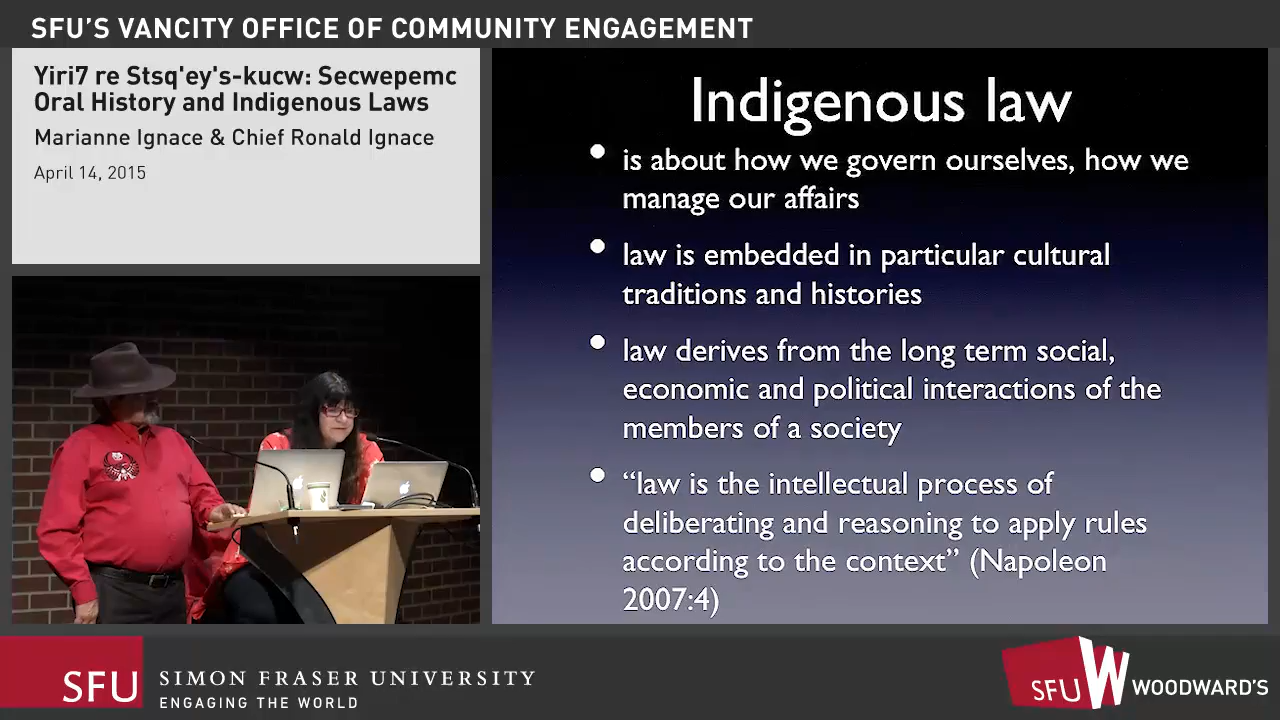 SFU'S VANCITY OFFICE OF COMMUNITY ENGAGEMENT
Yiri7 re Stsq'ey's-kucw: Secwepemc
Oral History and Indigenous Laws
Marianne Ignace & Chief Ronald Ignace
April 14, 2015
Indigenous law
• is about how we govern ourselves, how we
manage our affairs
• law is embedded in particular cultural
traditions and histories
• law derives from the long term social,
economic and political interactions of the
members of a society
• “law is the intellectual process of
deliberating and reasoning to apply rules
according to the context” (Napoleon
2007:4)
SFU
SIMON FRASER UNIVERSITY
ENGAGING THE WORLD
SFU W WOODWARD'S